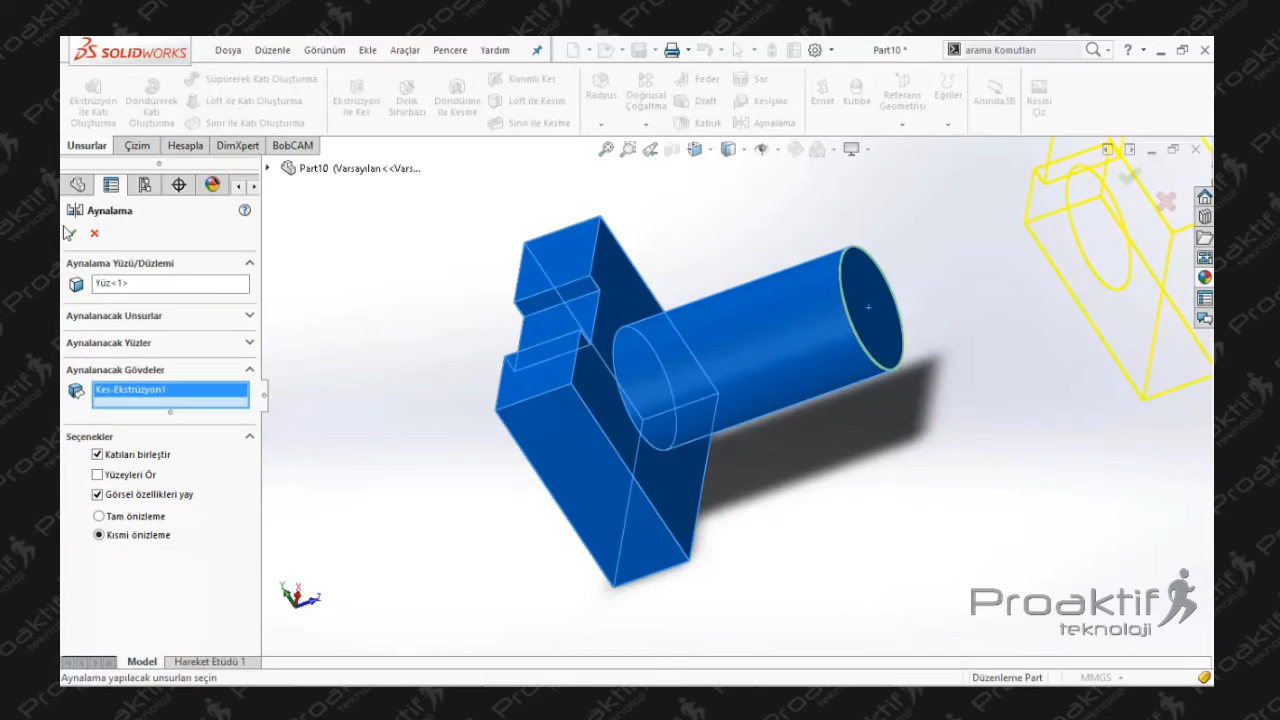 Proaktif
teknoloji
SOLIDWORKS
Dosya Düzenle Görünüm Ekle Araçlar Pencere Yardım
Part10 *
arama Komutları
Ekstrüzyon ile Katı Oluşturma
Döndürerek Katı Oluşturma
Süpürerek Katı Oluşturma
Loft ile Katı Oluşturma
Sınır ile Katı Oluşturma
Ekstrüzyon ile Kes
Delik Sihirbazı
Döndürme ile Kesme
Kıvrımlı Kes
Loft ile Kesim
Sınır ile Kesme
Radyus
Doğrusal Çoğaltma
Feder
Draft
Kabuk
Sar
Kesişme
Aynalama
Esnet
Kubbe
Referans Geometrisi
Eğriler
Anında3B
Resmi Çiz.
Unsurlar Çizim Hesapla DimXpert BobCAM
Part10 (Varsayılan<<Vars...
Aynalama
Aynalama Yüzü/Düzlemi
Yüz<1>
Aynalanacak Unsurlar
Aynalanacak Yüzler
Aynalanacak Gövdeler
Kes-Ekstrüzyon1
Seçenekler
Katıları birleştir
Yüzeyleri Ör
Görsel özellikleri yay
Tam önizleme
Kısmi önizleme
Y X Z
Proaktif
teknoloji
Model Hareket Etüdü 1
Aynalama yapılacak unsurları seçin
Düzenleme Part
MMGS